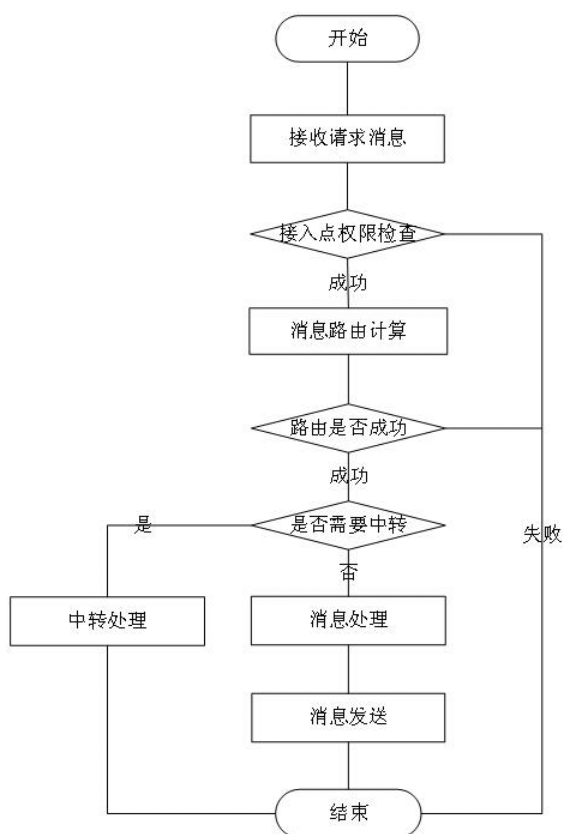 开始
接收请求消息
接入点权限检查
成功
消息路由计算
路由是否成功
成功
是否需要中转
是
失败
否
中转处理
消息处理
消息发送
结束